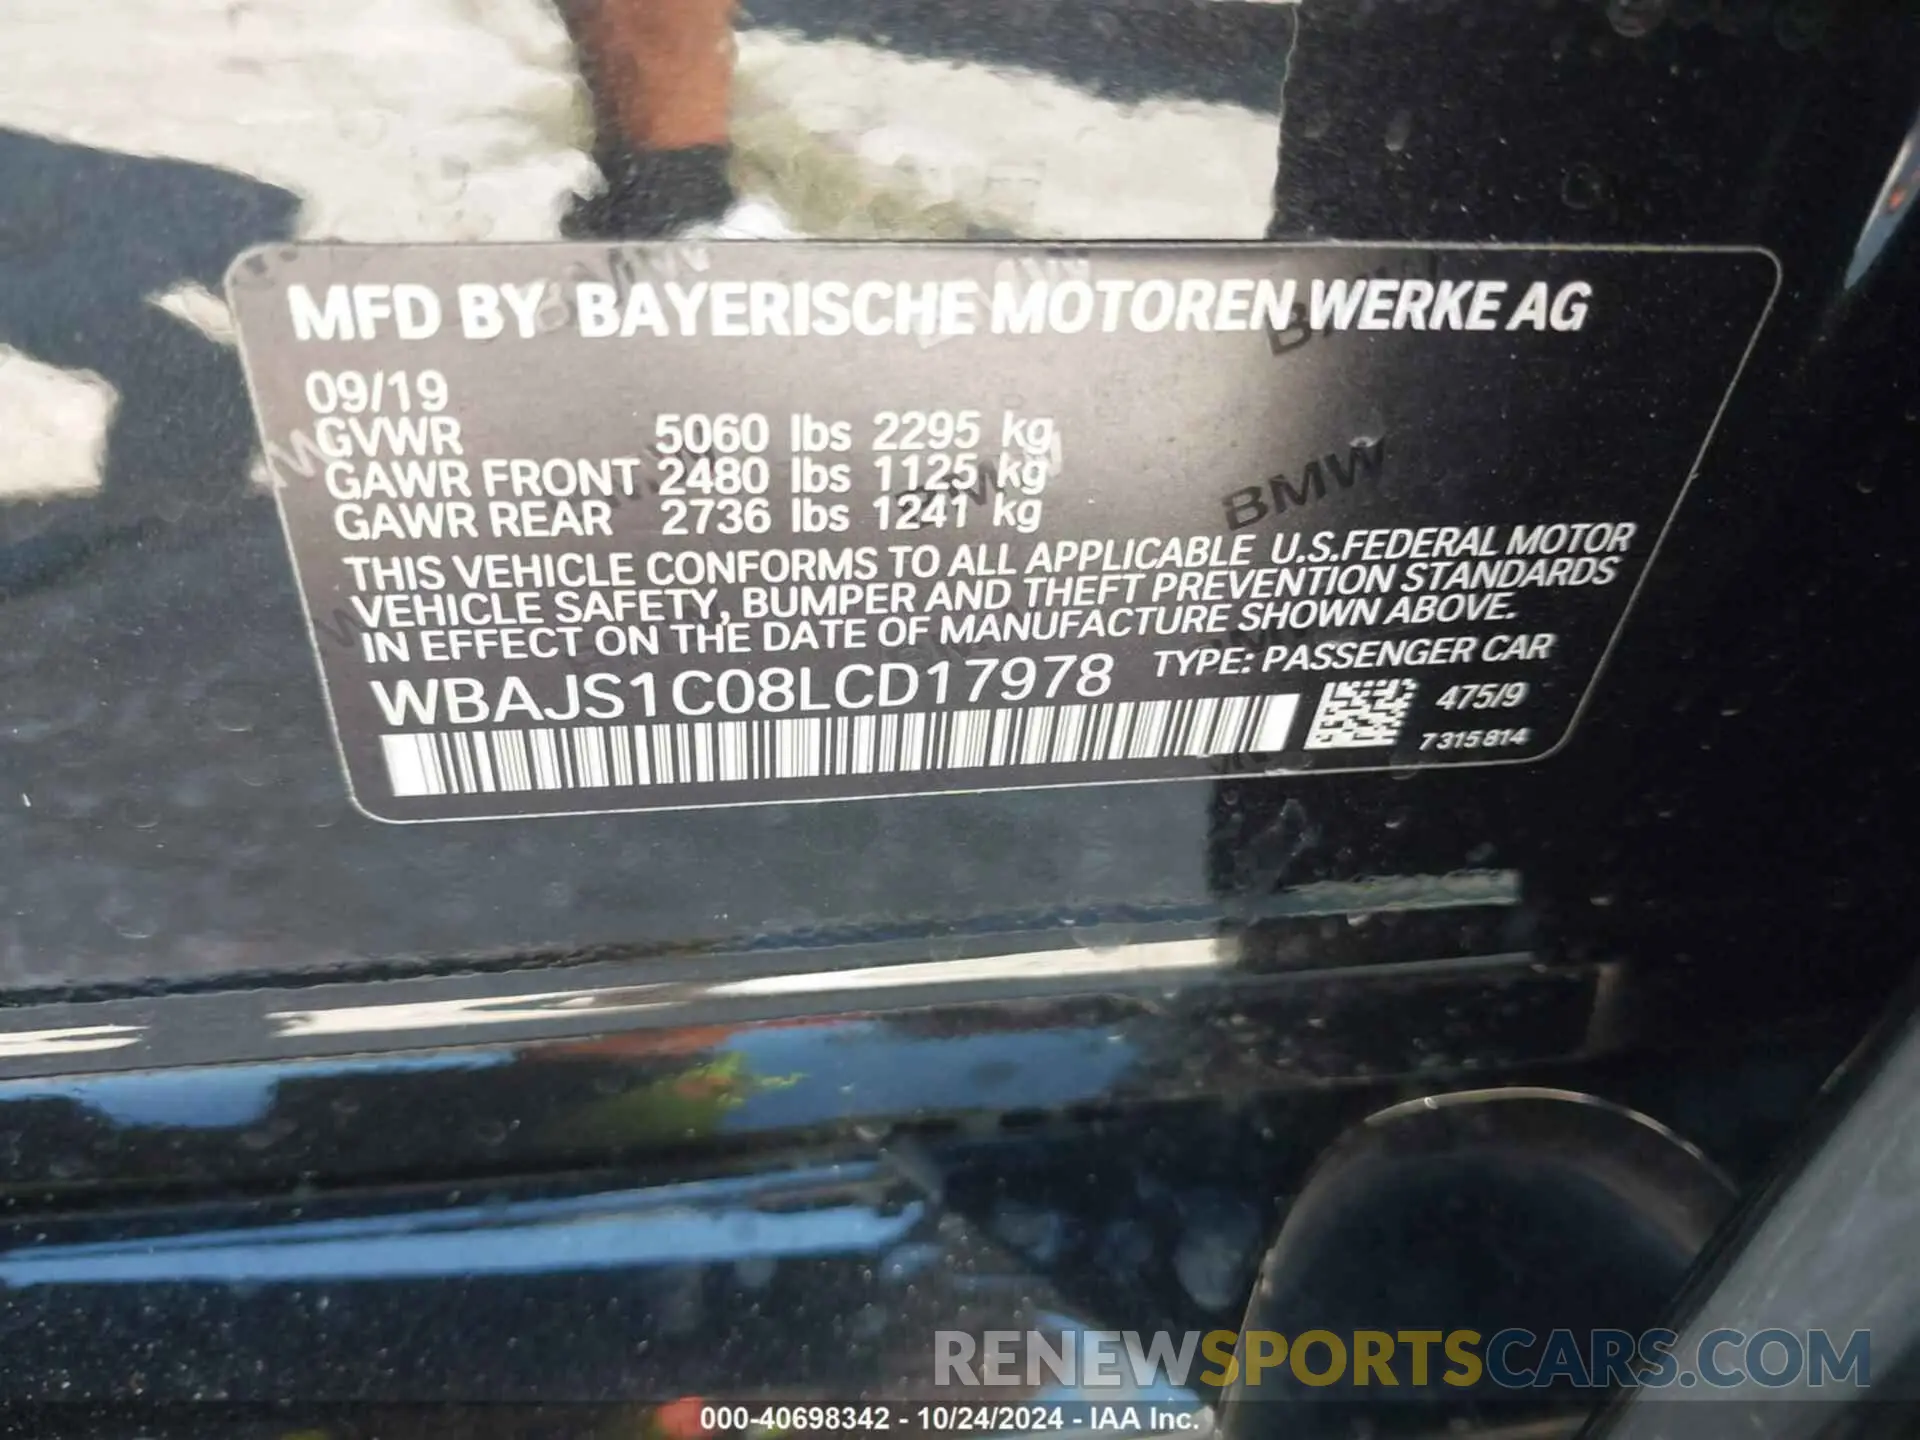 MFD BY BAYERISCHE MOTOREN WERKE AG
09/19
GVWR 5060 lbs 2295 kg
GAWR FRONT 2480 lbs 1125 kg
GAWR REAR 2736 lbs 1241 kg
THIS VEHICLE CONFORMS TO ALL APPLICABLE U.S.FEDERAL MOTOR
VEHICLE SAFETY, BUMPER AND THEFT PREVENTION STANDARDS
IN EFFECT ON THE DATE OF MANUFACTURE SHOWN ABOVE.
WBAJS1C08LCD17978 TYPE: PASSENGER CAR
475/9
7315814
BMW
RENEWSPORTSCARS.COM
000-40698342 - 10/24/2024 - IAA Inc.